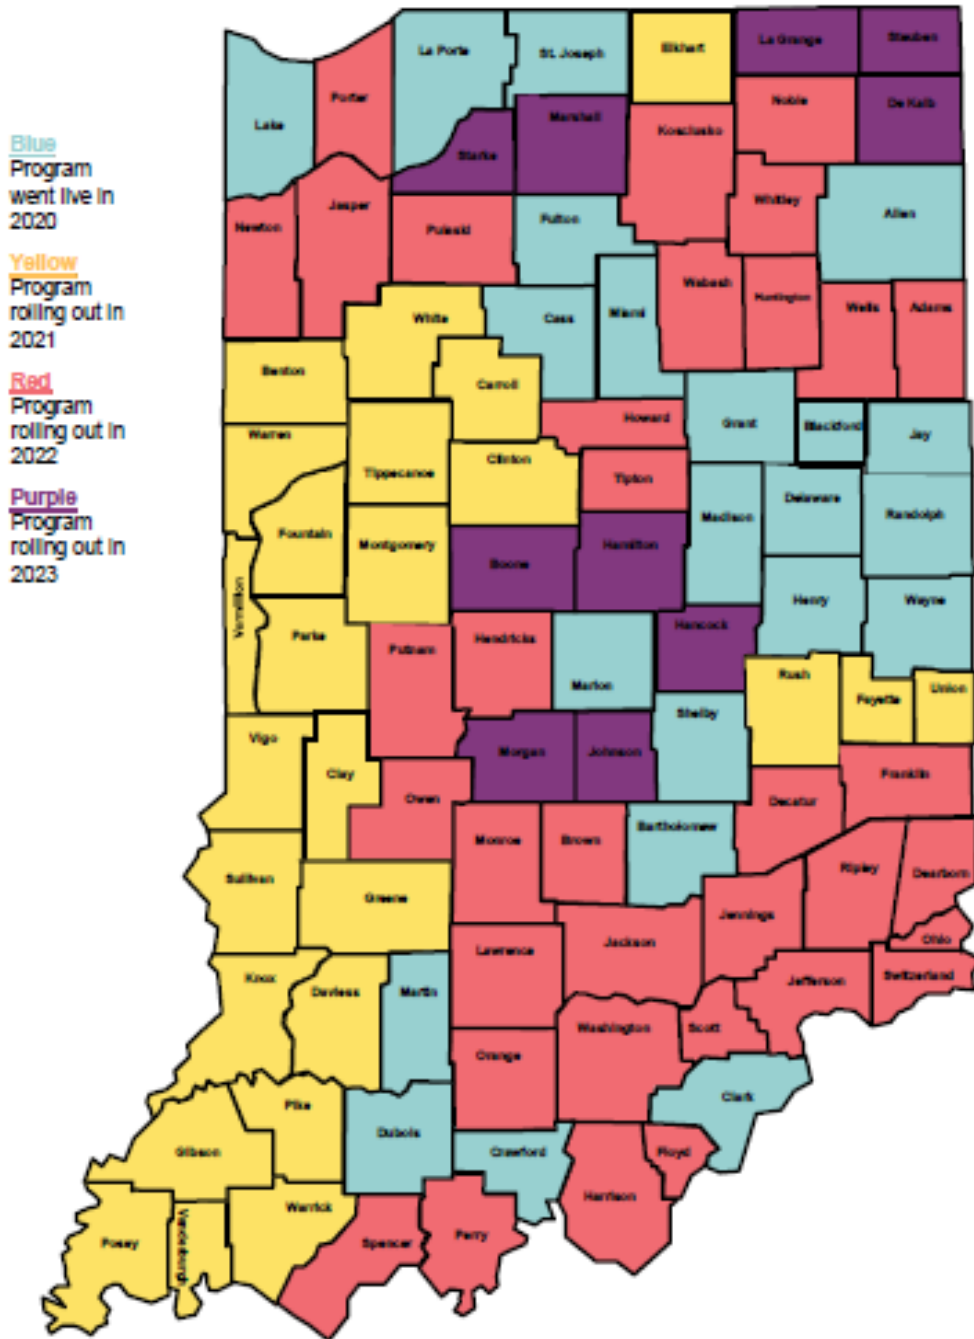 Blue
Program
went live in
2020
Yellow
Program
rolling out in
2021
Red
Program
rolling out in
2022
Purple
Program
rolling out in
2023
La Porte
St. Joseph
Elkhart
La Grange
Steuben
Lake
Porter
Starke
Marshall
Kosciusko
Noble
De Kalb
Newton
Jasper
Pulaski
Fulton
Whitley
Allen
White
Cass
Miami
Wabash
Huntington
Wells
Adams
Benton
Carroll
Howard
Grant
Blackford
Jay
Warren
Tippecanoe
Clinton
Tipton
Madison
Delaware
Randolph
Fountain
Montgomery
Boone
Hamilton
Henry
Wayne
Vermillion
Parke
Putnam
Hendricks
Marion
Hancock
Rush
Fayette
Union
Vigo
Clay
Owen
Morgan
Johnson
Shelby
Decatur
Franklin
Monroe
Brown
Bartholomew
Sullivan
Greene
Jennings
Ripley
Dearborn
Ohio
Lawrence
Jackson
Jefferson
Switzerland
Knox
Daviess
Martin
Orange
Washington
Scott
Clark
Gibson
Pike
Dubois
Crawford
Floyd
Harrison
Posey
Vanderburgh
Warrick
Spencer
Perry